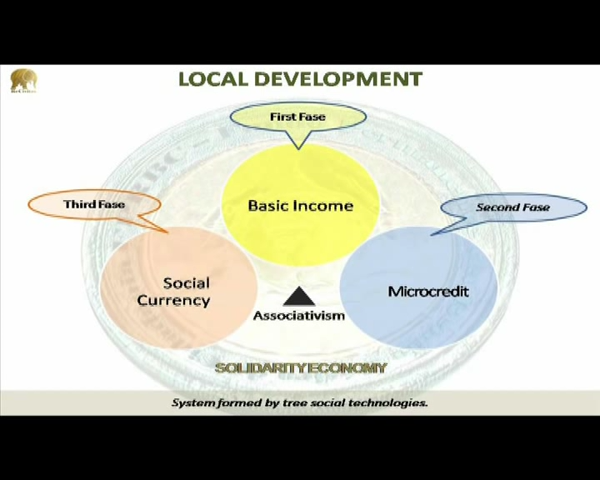 LOCAL DEVELOPMENT
First Fase
Basic Income
Third Fase
Second Fase
Social
Currency
Microcredit
Associativism
SOLIDARITY ECONOMY
System formed by tree social technologies.